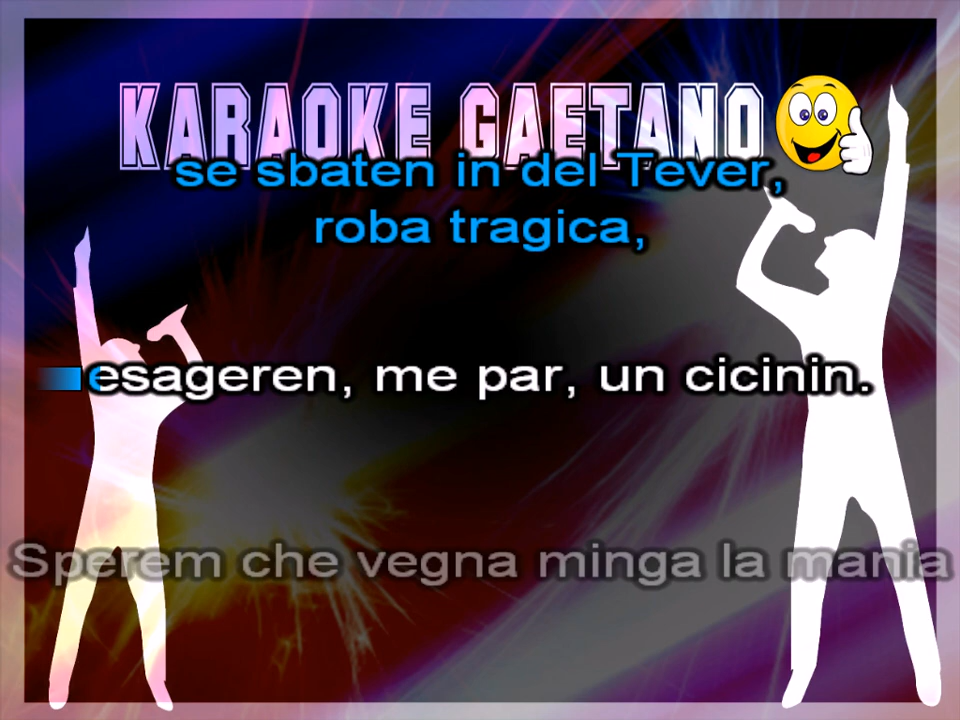 KARAOKE GAETANO
se sbaten in del Tever,
roba tragica,
esageren, me par, un cicinin.
Sperem che vegna minga la mania